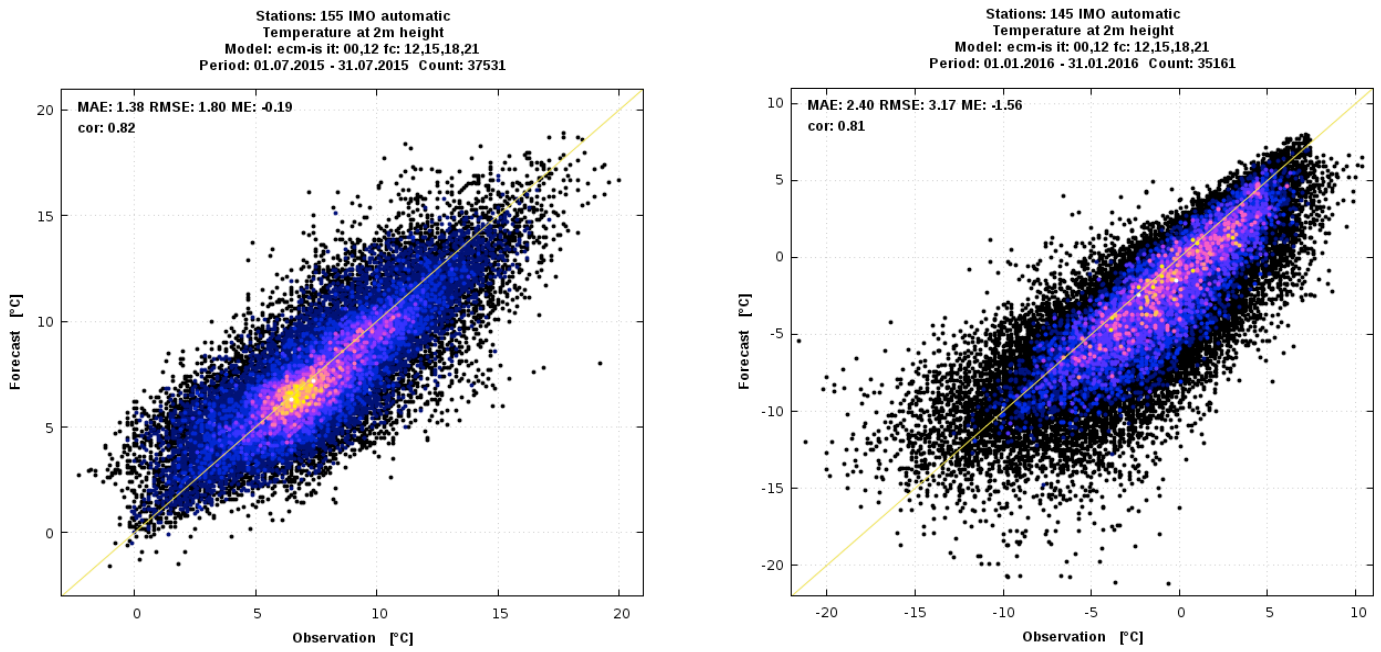 Stations: 155 IMO automatic
Temperature at 2m height
Model: ecm-is it: 00,12 fc: 12,15,18,21
Period: 01.07.2015 - 31.07.2015 Count: 37531
MAE: 1.38 RMSE: 1.80 ME: -0.19
cor: 0.82
20
15
10
5
0
Forecast [°C]
0 5 10 15 20
Observation [°C]
Stations: 145 IMO automatic
Temperature at 2m height
Model: ecm-is it: 00,12 fc: 12,15,18,21
Period: 01.01.2016 - 31.01.2016 Count: 35161
MAE: 2.40 RMSE: 3.17 ME: -1.56
cor: 0.81
10
5
0
-5
-10
-15
-20
Forecast [°C]
-20 -15 -10 -5 0 5 10
Observation [°C]